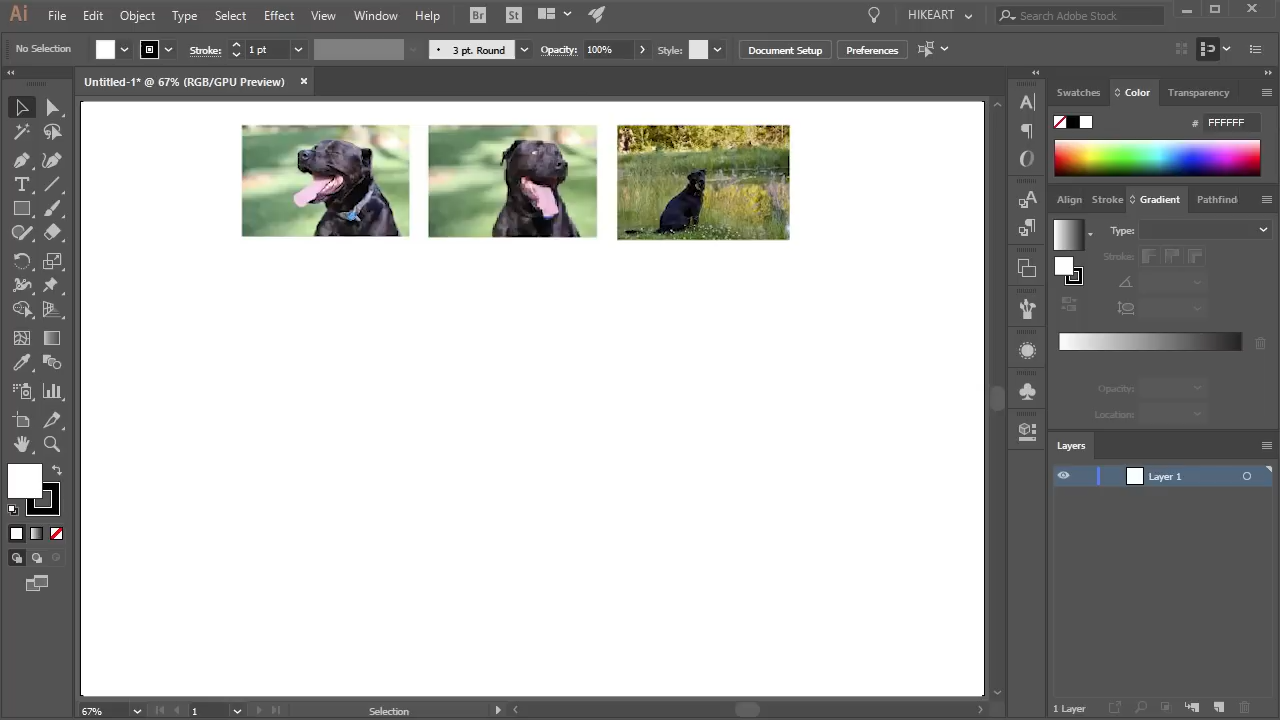 Ai File Edit Object Type Select Effect View Window Help Br St HIKEART Search Adobe Stock
No Selection Stroke: 1 pt 3 pt. Round Opacity: 100% Style: Document Setup Preferences
Untitled-1* @ 67% (RGB/GPU Preview)
Swatches Color Transparency
# FFFFFF
Align Stroke Gradient Pathfind
Type:
Stroke:
Opacity:
Location:
Layers
Layer 1
1 Layer
67% 1 Selection